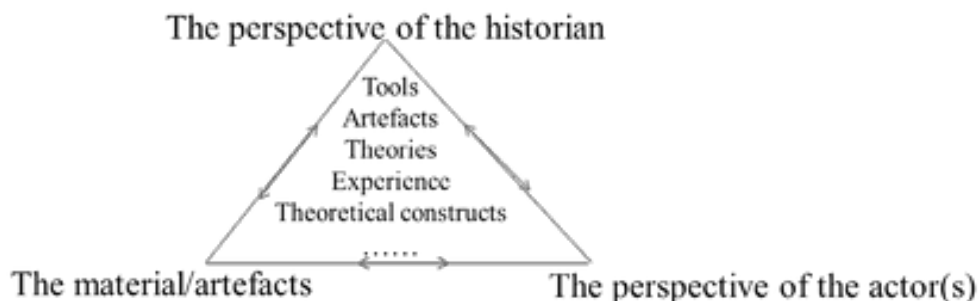 The perspective of the historian
Tools
Artefacts
Theories
Experience
Theoretical constructs
......
The material/artefacts
The perspective of the actor(s)